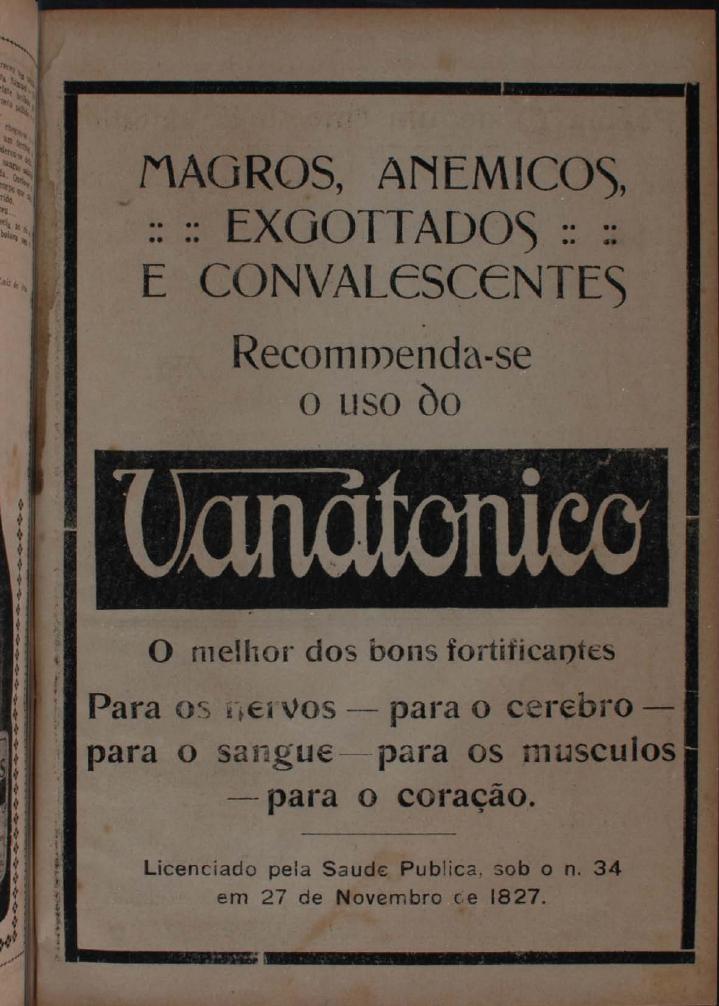 MAGROS, ANEMICOS,
:: :: EXGOTTADOS :: ::
E CONVALESCENTES
Recommenda-se
o uso do
Vanátonico
O melhor dos bons fortificantes
Para os nervos — para o cerebro —
para o sangue — para os musculos
— para o coração.
Licenciado pela Saude Publica, sob o n. 34
em 27 de Novembro de 1827.